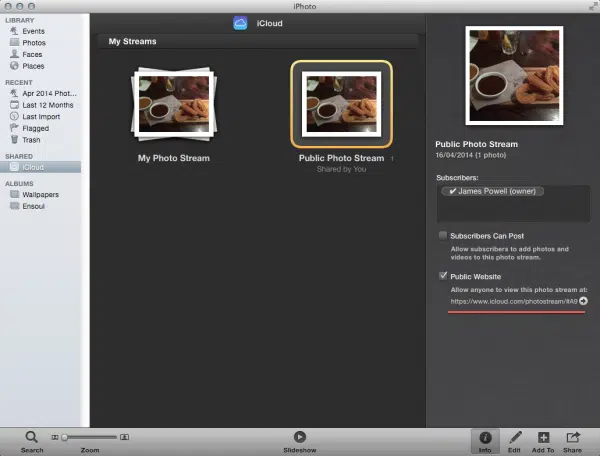 iPhoto
LIBRARY
Events
Photos
Faces
Places
RECENT
Apr 2014 Phot...
Last 12 Months
Last Import
Flagged
Trash
SHARED
iCloud
ALBUMS
Wallpapers
Ensoul
iCloud
My Streams
My Photo Stream
Public Photo Stream 1
Shared by You
Public Photo Stream
16/04/2014 (1 photo)
Subscribers:
✔ James Powell (owner)
Subscribers Can Post
Allow subscribers to add photos and
videos to this photo stream.
Public Website
Allow anyone to view this photo stream at:
https://www.icloud.com/photostream/#A9
Search
Zoom
Slideshow
Info
Edit
Add To
Share